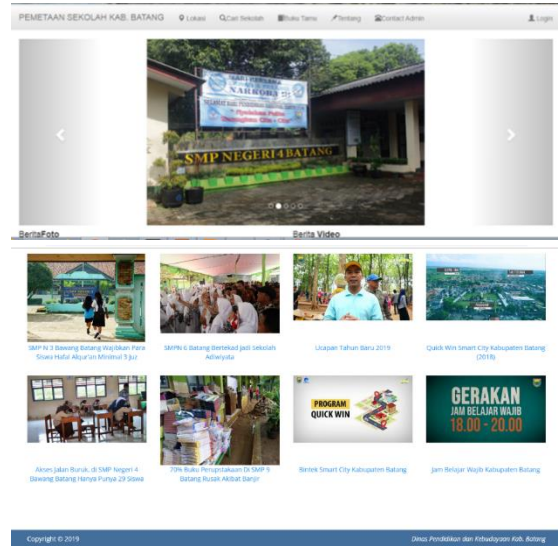 PEMETAAN SEKOLAH KAB. BATANG Lokasi Cari Sekolah Buku Tamu Tentang Contact Admin Login
NARKOBA
SMP NEGERI 4 BATANG
BeritaFoto Berita Video
SMP N 3 Bawang Batang Wajibkan Para
Siswa Hafal Alqur'an Minimal 3 Juz
SMPN 6 Batang Bertekad Jadi Sekolah
Adiwiyata
Ucapan Tahun Baru 2019
Quick Win Smart City Kabupaten Batang
(2018)
PROGRAM
QUICK WIN
GERAKAN
JAM BELAJAR WAJIB
18.00 - 20.00
Akses Jalan Buruk, di SMP Negeri 4
Bawang Batang Hanya Punya 29 Siswa
70% Buku Perpustakaan Di SMP 5
Batang Rusak Akibat Banjir
Bintek Smart City Kabupaten Batang
Jam Belajar Wajib Kabupaten Batang
Copyright © 2019 Dinas Pendidikan dan Kebudayaan Kab. Batang